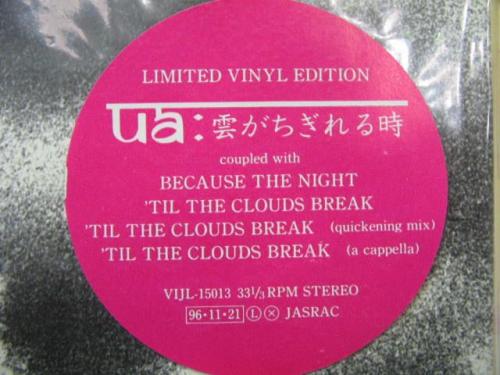 LIMITED VINYL EDITION
ua:雲がちぎれる時
coupled with
BECAUSE THE NIGHT
'TIL THE CLOUDS BREAK
'TIL THE CLOUDS BREAK (quickening mix)
'TIL THE CLOUDS BREAK (a cappella)
VIJL-15013 33⅓RPM STEREO
96・11・21 Ⓛ ⓧ JASRAC